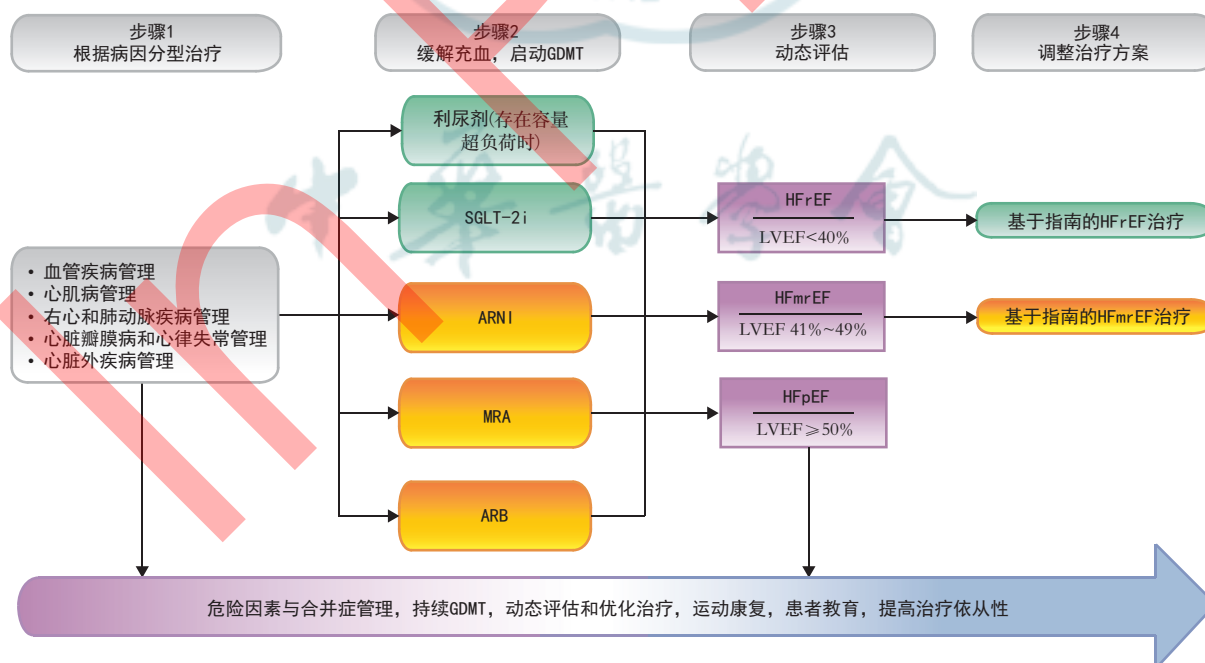 步骤1
根据病因分型治疗
步骤2
缓解充血，启动GDMT
步骤3
动态评估
步骤4
调整治疗方案
• 血管疾病管理
• 心肌病管理
• 右心和肺动脉疾病管理
• 心脏瓣膜病和心律失常管理
• 心脏外疾病管理
利尿剂(存在容量
超负荷时)
SGLT-2i
ARNI
MRA
ARB
HFrEF
LVEF<40%
HFmrEF
LVEF 41%~49%
HFpEF
LVEF≥50%
基于指南的HFrEF治疗
基于指南的HFmrEF治疗
危险因素与合并症管理，持续GDMT，动态评估和优化治疗，运动康复，患者教育，提高治疗依从性
中华醫學會